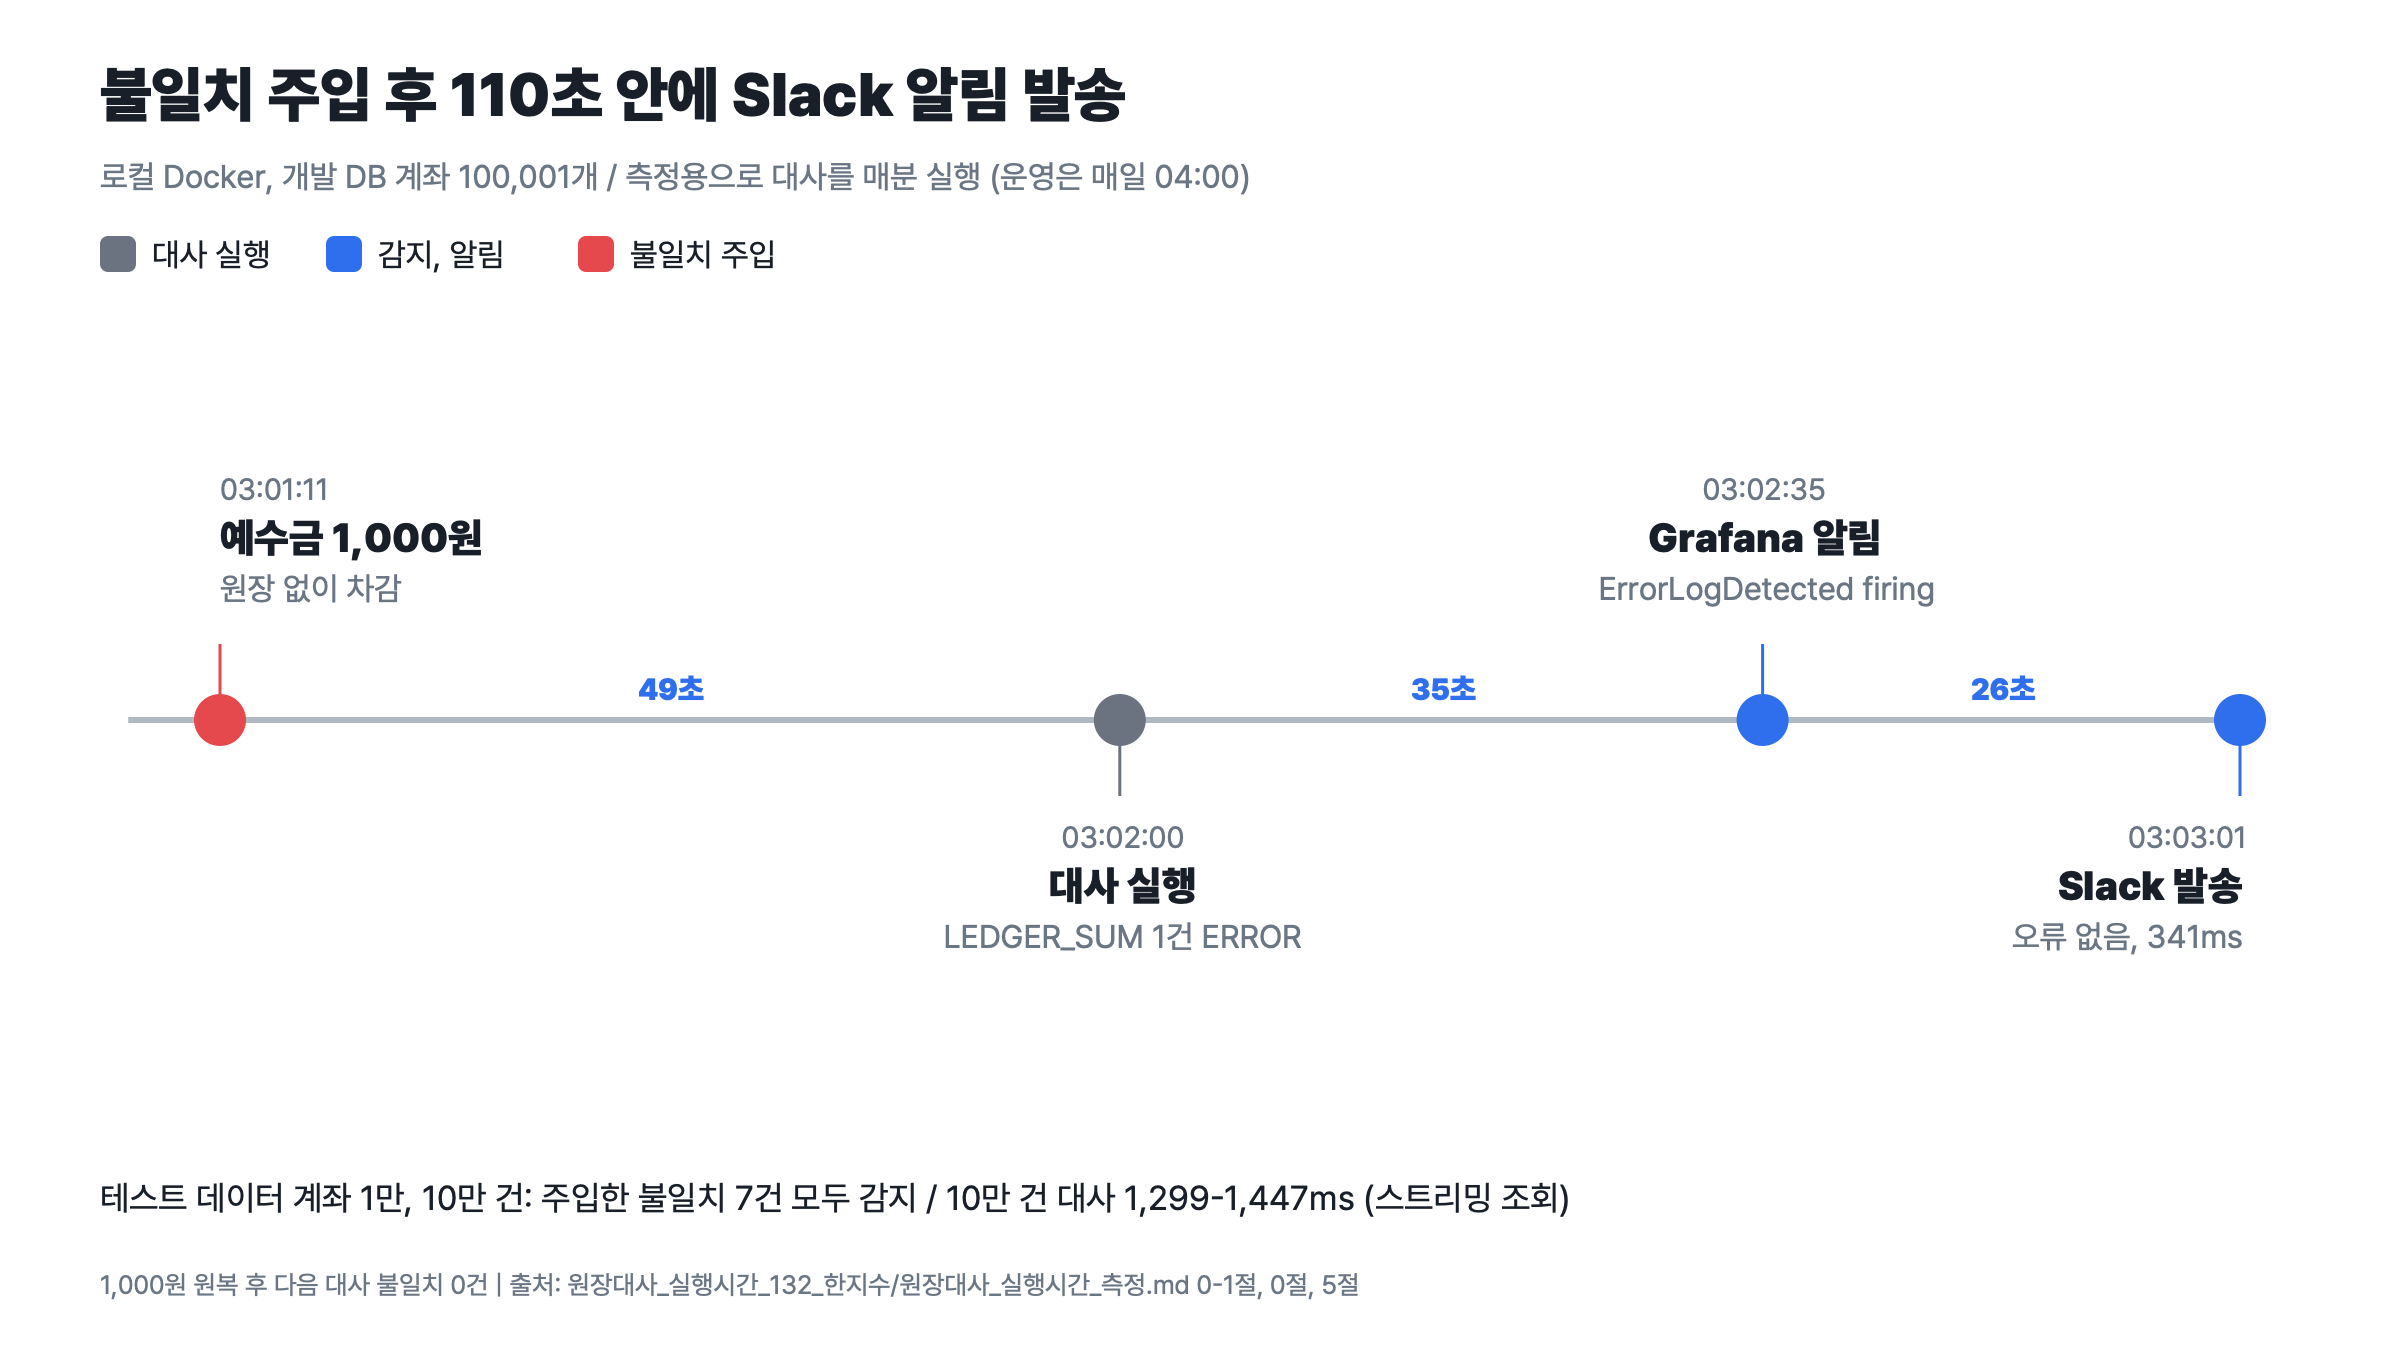 불일치 주입 후 110초 안에 Slack 알림 발송
로컬 Docker, 개발 DB 계좌 100,001개 / 측정용으로 대사를 매분 실행 (운영은 매일 04:00)
대사 실행
감지, 알림
불일치 주입
03:01:11
예수금 1,000원
원장 없이 차감
03:02:35
Grafana 알림
ErrorLogDetected firing
49초
35초
26초
03:02:00
대사 실행
LEDGER_SUM 1건 ERROR
03:03:01
Slack 발송
오류 없음, 341ms
테스트 데이터 계좌 1만, 10만 건: 주입한 불일치 7건 모두 감지 / 10만 건 대사 1,299-1,447ms (스트리밍 조회)
1,000원 원복 후 다음 대사 불일치 0건 | 출처: 원장대사_실행시간_132_한지수/원장대사_실행시간_측정.md 0-1절, 0절, 5절